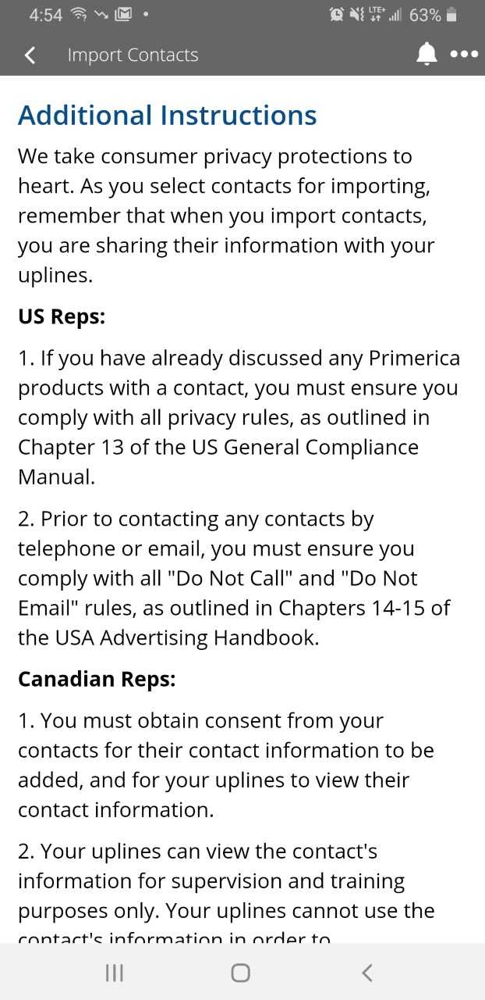 4:54
LTE+ 63%
Import Contacts
Additional Instructions
We take consumer privacy protections to
heart. As you select contacts for importing,
remember that when you import contacts,
you are sharing their information with your
uplines.
US Reps:
1. If you have already discussed any Primerica
products with a contact, you must ensure you
comply with all privacy rules, as outlined in
Chapter 13 of the US General Compliance
Manual.
2. Prior to contacting any contacts by
telephone or email, you must ensure you
comply with all "Do Not Call" and "Do Not
Email" rules, as outlined in Chapters 14-15 of
the USA Advertising Handbook.
Canadian Reps:
1. You must obtain consent from your
contacts for their contact information to be
added, and for your uplines to view their
contact information.
2. Your uplines can view the contact's
information for supervision and training
purposes only. Your uplines cannot use the
contact's information in order to